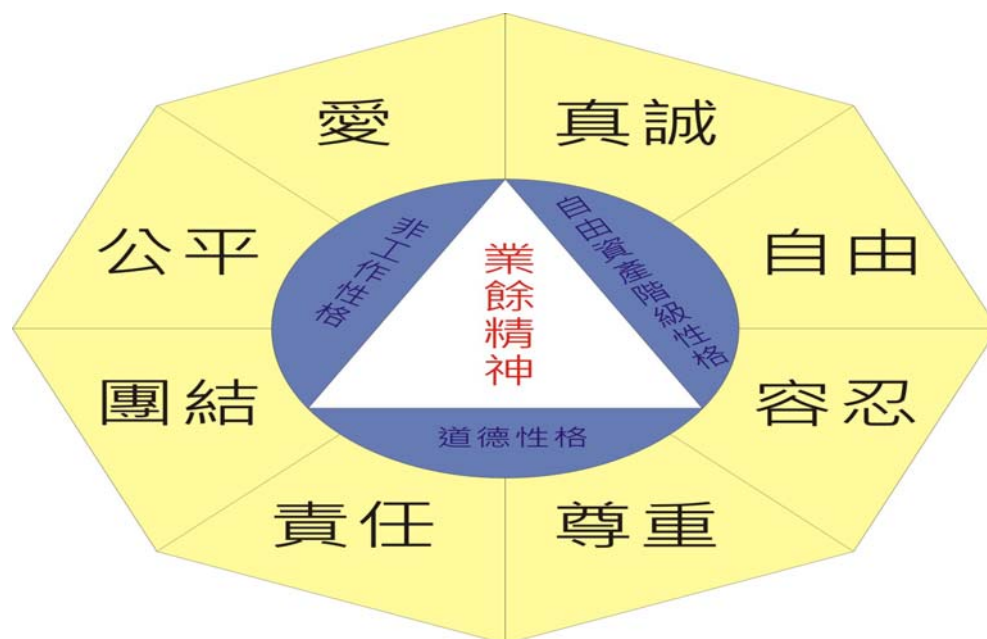 愛
真誠
公平
自由
非工作性格
自由資產階級性格
業餘精神
團結
容忍
道德性格
責任
尊重